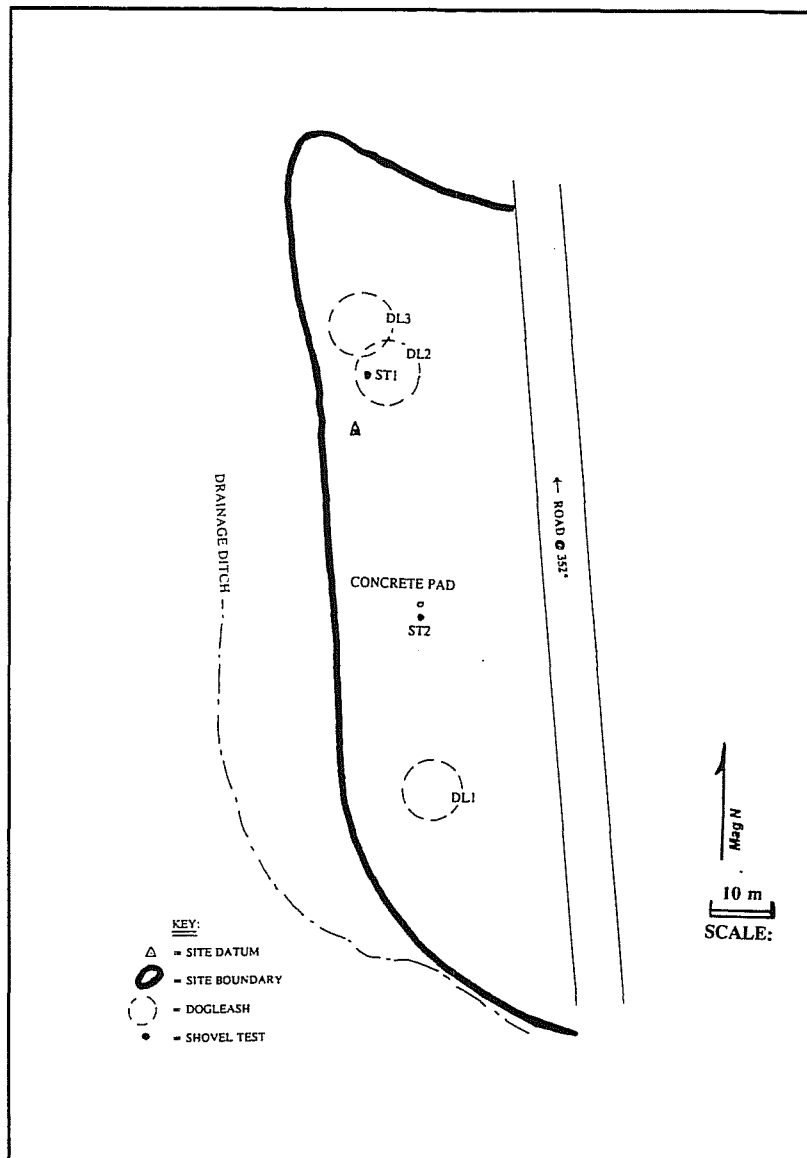 DL3
DL2
ST1
DRAINAGE DITCH
← ROAD @ 352°
CONCRETE PAD
ST2
DL1
Mag N
10 m
SCALE:
KEY:
= SITE DATUM
= SITE BOUNDARY
= DOGLEASH
= SHOVEL TEST